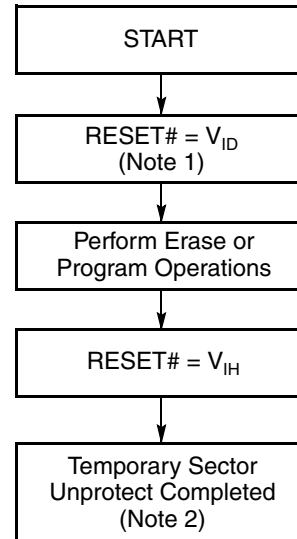 START
RESET# = V_ID
(Note 1)
Perform Erase or
Program Operations
RESET# = V_IH
Temporary Sector
Unprotect Completed
(Note 2)